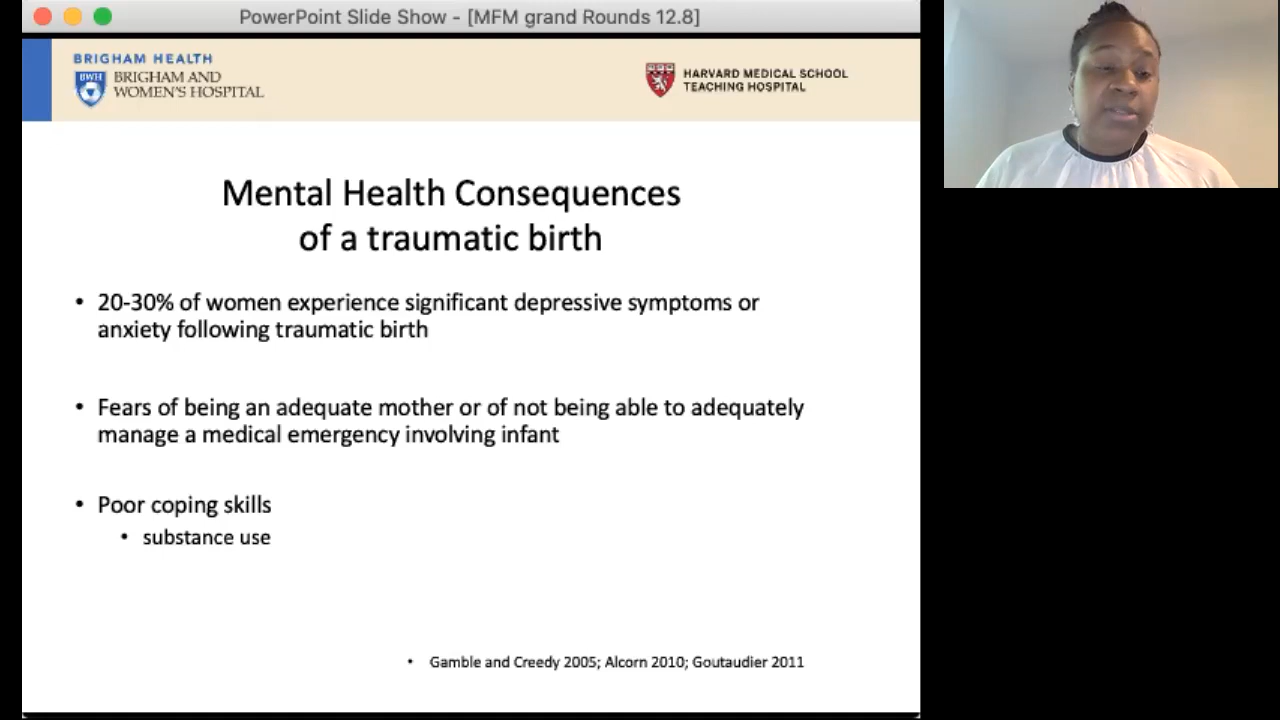 PowerPoint Slide Show - [MFM grand Rounds 12.8]
BRIGHAM HEALTH
BWH
BRIGHAM AND
WOMEN'S HOSPITAL
HARVARD MEDICAL SCHOOL
TEACHING HOSPITAL
Mental Health Consequences
of a traumatic birth
• 20-30% of women experience significant depressive symptoms or
anxiety following traumatic birth
• Fears of being an adequate mother or of not being able to adequately
manage a medical emergency involving infant
• Poor coping skills
• substance use
• Gamble and Creedy 2005; Alcorn 2010; Goutaudier 2011